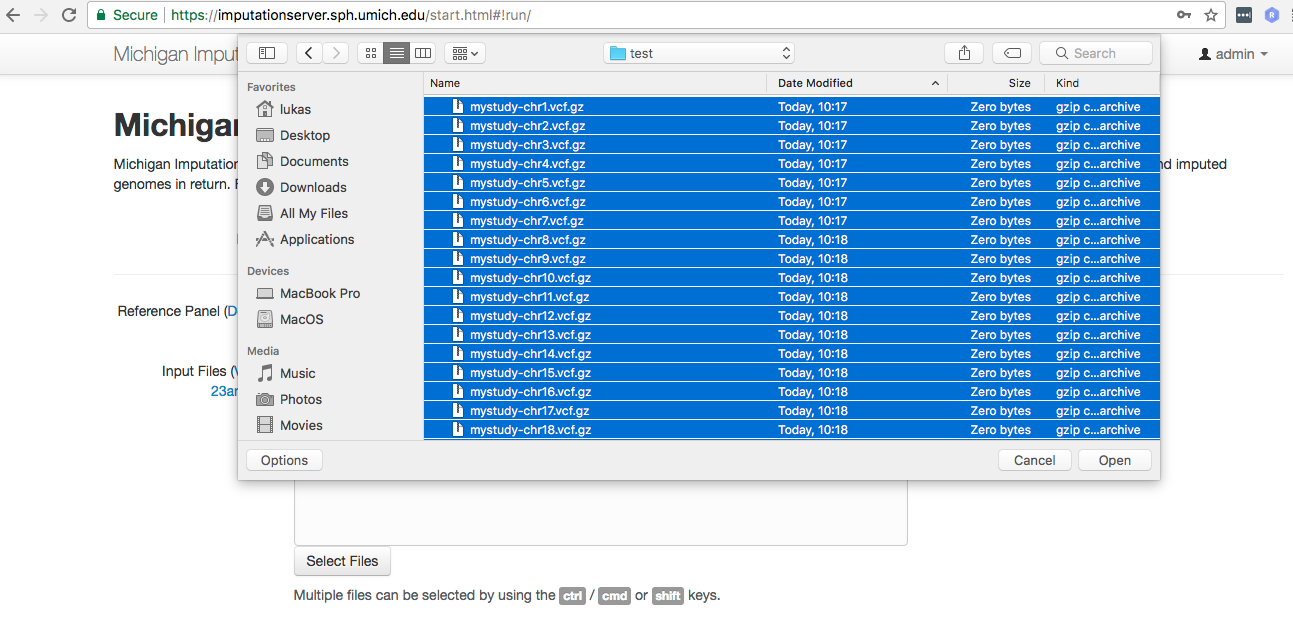 Secure https://imputationserver.sph.umich.edu/start.html#!run/
Michigan Imput
test
Search
admin
Favorites
lukas
Desktop
Documents
Downloads
All My Files
Applications
Devices
MacBook Pro
MacOS
Media
Music
Photos
Movies
Name Date Modified Size Kind
mystudy-chr1.vcf.gz Today, 10:17 Zero bytes gzip c...archive
mystudy-chr2.vcf.gz Today, 10:17 Zero bytes gzip c...archive
mystudy-chr3.vcf.gz Today, 10:17 Zero bytes gzip c...archive
mystudy-chr4.vcf.gz Today, 10:17 Zero bytes gzip c...archive
mystudy-chr5.vcf.gz Today, 10:17 Zero bytes gzip c...archive
mystudy-chr6.vcf.gz Today, 10:17 Zero bytes gzip c...archive
mystudy-chr7.vcf.gz Today, 10:17 Zero bytes gzip c...archive
mystudy-chr8.vcf.gz Today, 10:18 Zero bytes gzip c...archive
mystudy-chr9.vcf.gz Today, 10:18 Zero bytes gzip c...archive
mystudy-chr10.vcf.gz Today, 10:18 Zero bytes gzip c...archive
mystudy-chr11.vcf.gz Today, 10:18 Zero bytes gzip c...archive
mystudy-chr12.vcf.gz Today, 10:18 Zero bytes gzip c...archive
mystudy-chr13.vcf.gz Today, 10:18 Zero bytes gzip c...archive
mystudy-chr14.vcf.gz Today, 10:18 Zero bytes gzip c...archive
mystudy-chr15.vcf.gz Today, 10:18 Zero bytes gzip c...archive
mystudy-chr16.vcf.gz Today, 10:18 Zero bytes gzip c...archive
mystudy-chr17.vcf.gz Today, 10:18 Zero bytes gzip c...archive
mystudy-chr18.vcf.gz Today, 10:18 Zero bytes gzip c...archive
Options Cancel Open
Michigan
Michigan Imputation nd imputed
genomes in return.
Reference Panel (D
Input Files (V
23an
Select Files
Multiple files can be selected by using the ctrl / cmd or shift keys.